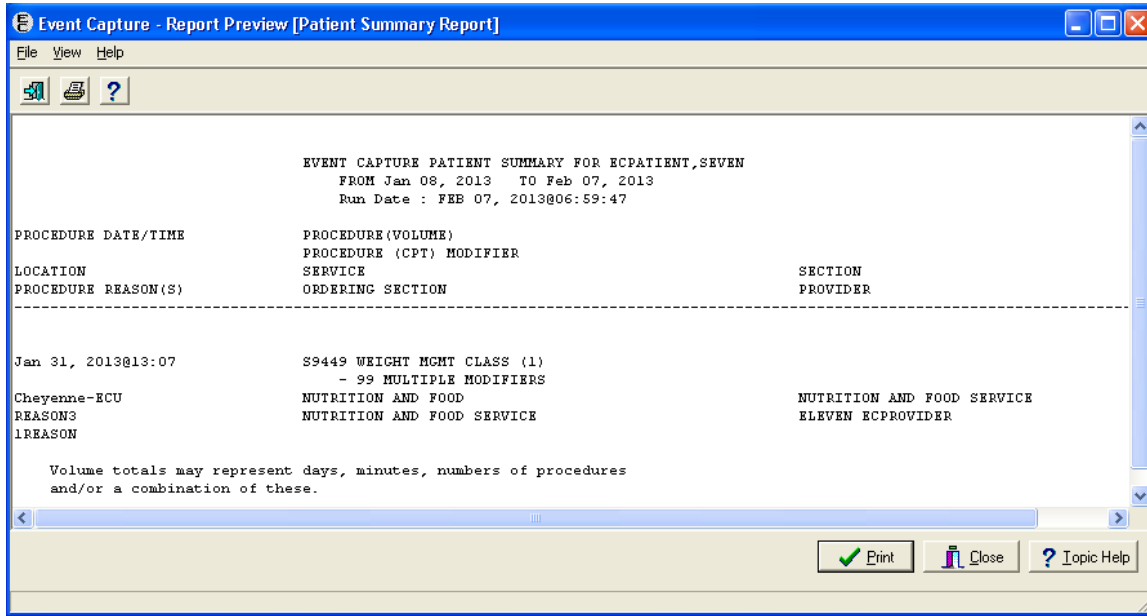 Event Capture - Report Preview [Patient Summary Report]
File View Help
EVENT CAPTURE PATIENT SUMMARY FOR ECPATIENT,SEVEN
FROM Jan 08, 2013 TO Feb 07, 2013
Run Date : FEB 07, 2013@06:59:47
PROCEDURE DATE/TIME PROCEDURE(VOLUME)
PROCEDURE (CPT) MODIFIER
LOCATION SERVICE SECTION
PROCEDURE REASON(S) ORDERING SECTION PROVIDER
Jan 31, 2013@13:07 S9449 WEIGHT MGMT CLASS (1)
- 99 MULTIPLE MODIFIERS
Cheyenne-ECU NUTRITION AND FOOD NUTRITION AND FOOD SERVICE
REASON3 NUTRITION AND FOOD SERVICE ELEVEN ECPROVIDER
1REASON
Volume totals may represent days, minutes, numbers of procedures
and/or a combination of these.
Print Close ? Topic Help